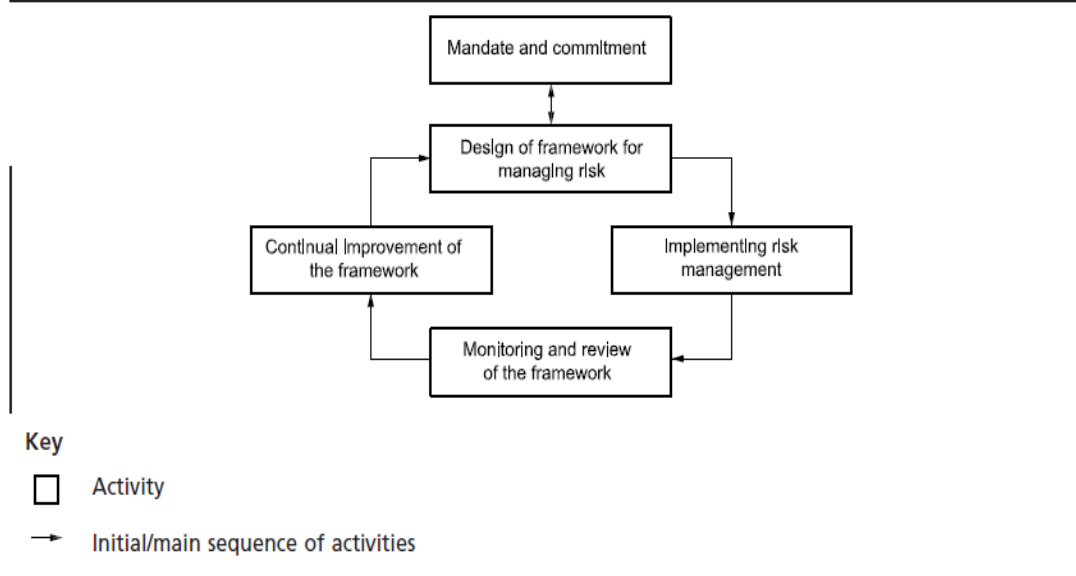 Mandate and commitment
Design of framework for
managing risk
Continual improvement of
the framework
Implementing risk
management
Monitoring and review
of the framework
Key
Activity
Initial/main sequence of activities